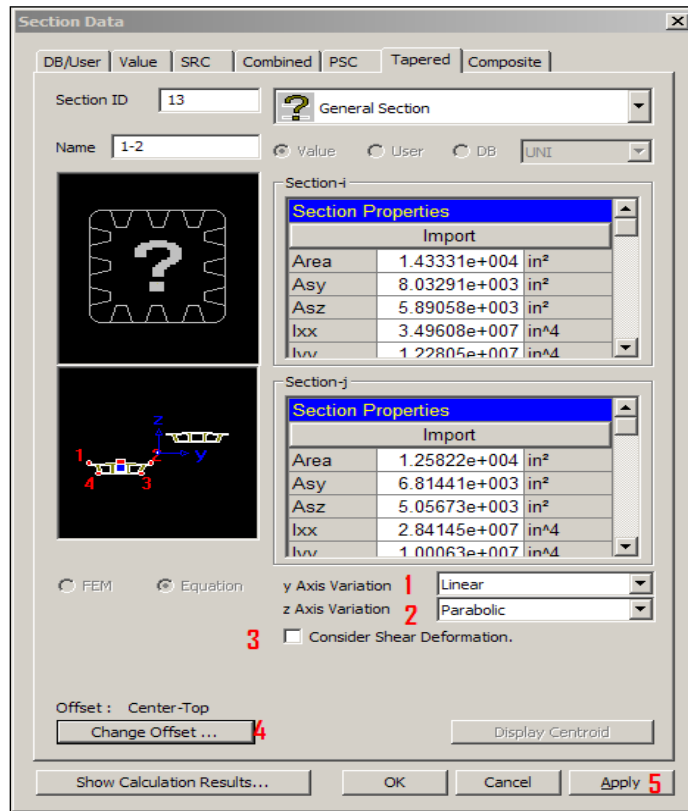 Section Data
DB/User Value SRC Combined PSC Tapered Composite
Section ID 13 General Section
Name 1-2 Value User DB UNI
Section-i
Section Properties
Import
Area 1.43331e+004 in²
Asy 8.03291e+003 in²
Asz 5.89058e+003 in²
Ixx 3.49608e+007 in^4
Iyy 1.22805e+007 in^4
Section-j
Section Properties
Import
Area 1.25822e+004 in²
Asy 6.81441e+003 in²
Asz 5.05673e+003 in²
Ixx 2.84145e+007 in^4
Iyy 1.00063e+007 in^4
?
z
1 2 y
4 3
FEM Equation y Axis Variation 1 Linear
z Axis Variation 2 Parabolic
3 Consider Shear Deformation.
Offset : Center-Top
Change Offset ... 4 Display Centroid
Show Calculation Results... OK Cancel Apply 5